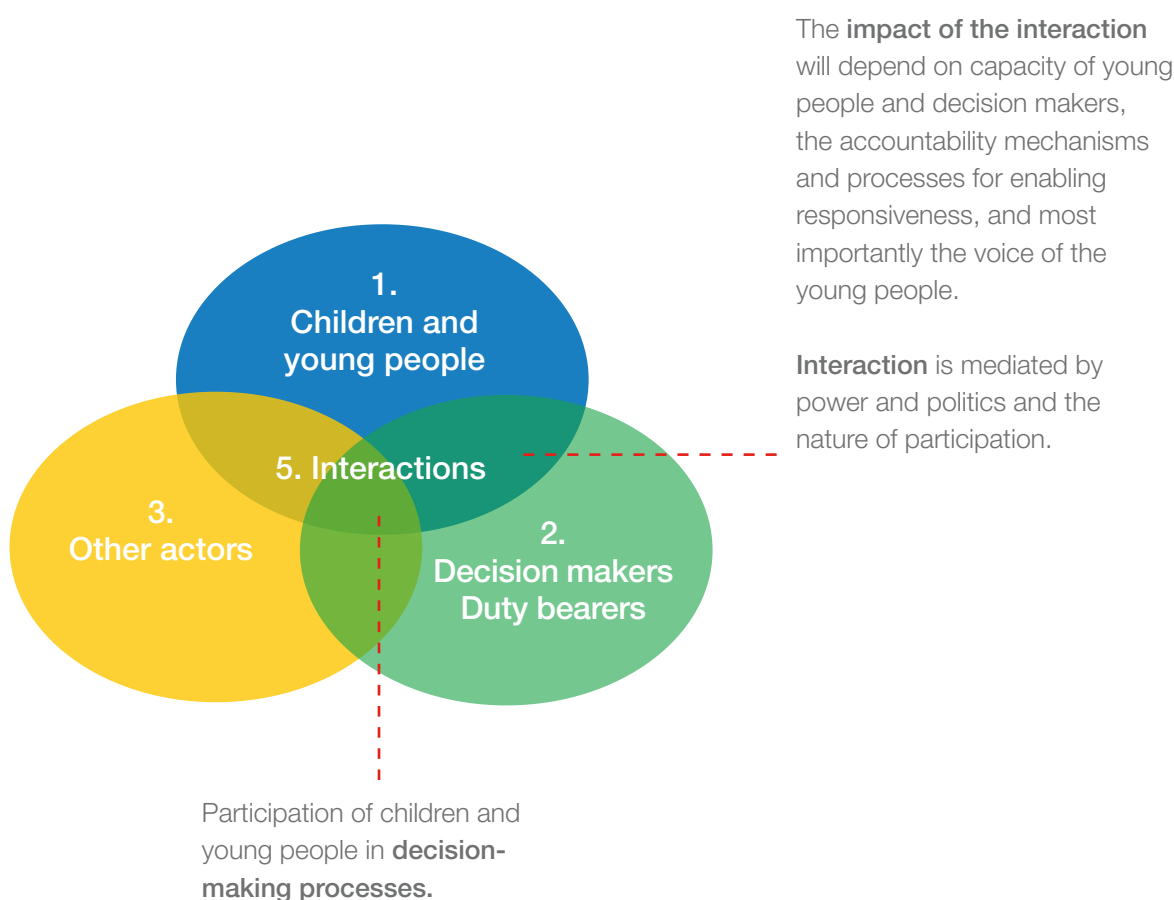 The impact of the interaction
will depend on capacity of young
people and decision makers,
the accountability mechanisms
and processes for enabling
responsiveness, and most
importantly the voice of the
young people.
Interaction is mediated by
power and politics and the
nature of participation.
1.
Children and
young people
5. Interactions
3.
Other actors
2.
Decision makers
Duty bearers
Participation of children and
young people in decision-
making processes.